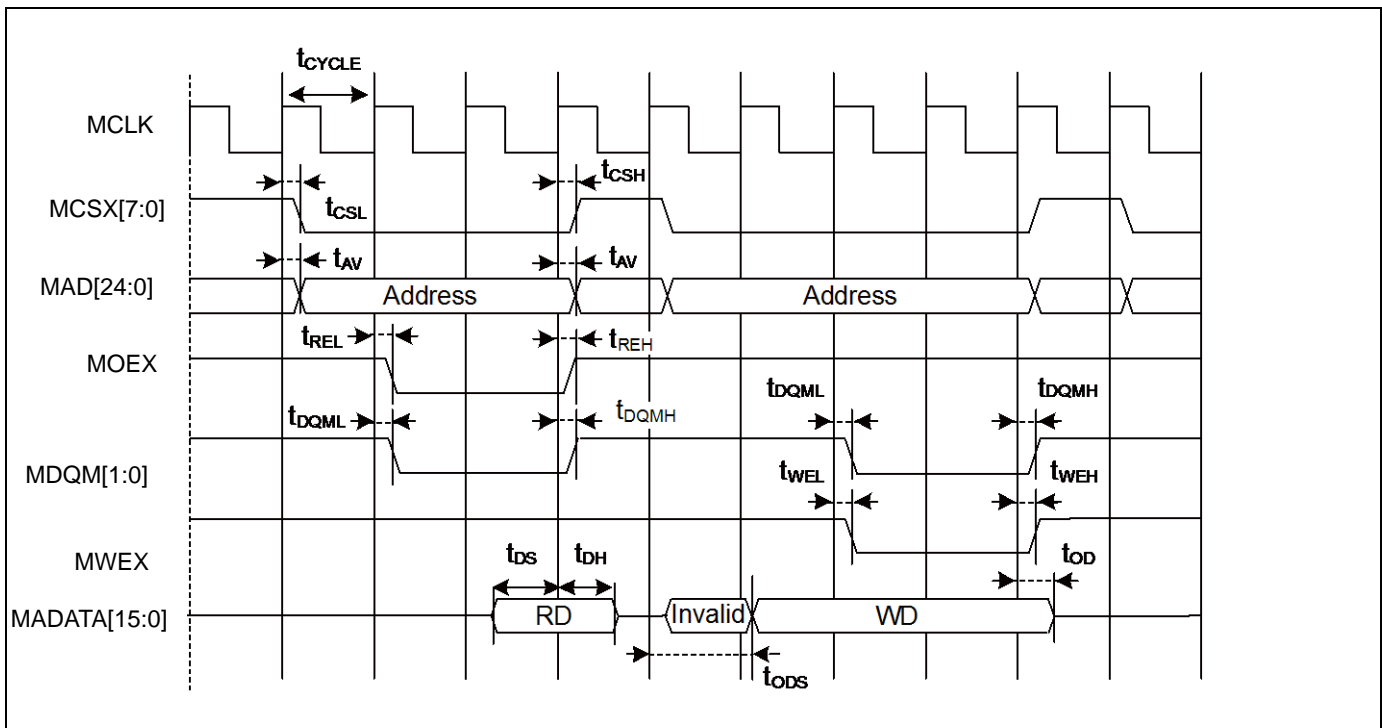 tCYCLE
MCLK
tCSH
MCSX[7:0]
tCSL
tAV
tAV
MAD[24:0]
Address
Address
tREL
tREH
MOEX
tDQML
tDQMH
tDQML
tDQMH
MDQM[1:0]
tWEL
tWEH
MWEX
tDS
tDH
tOD
MADATA[15:0]
RD
Invalid
WD
tODS